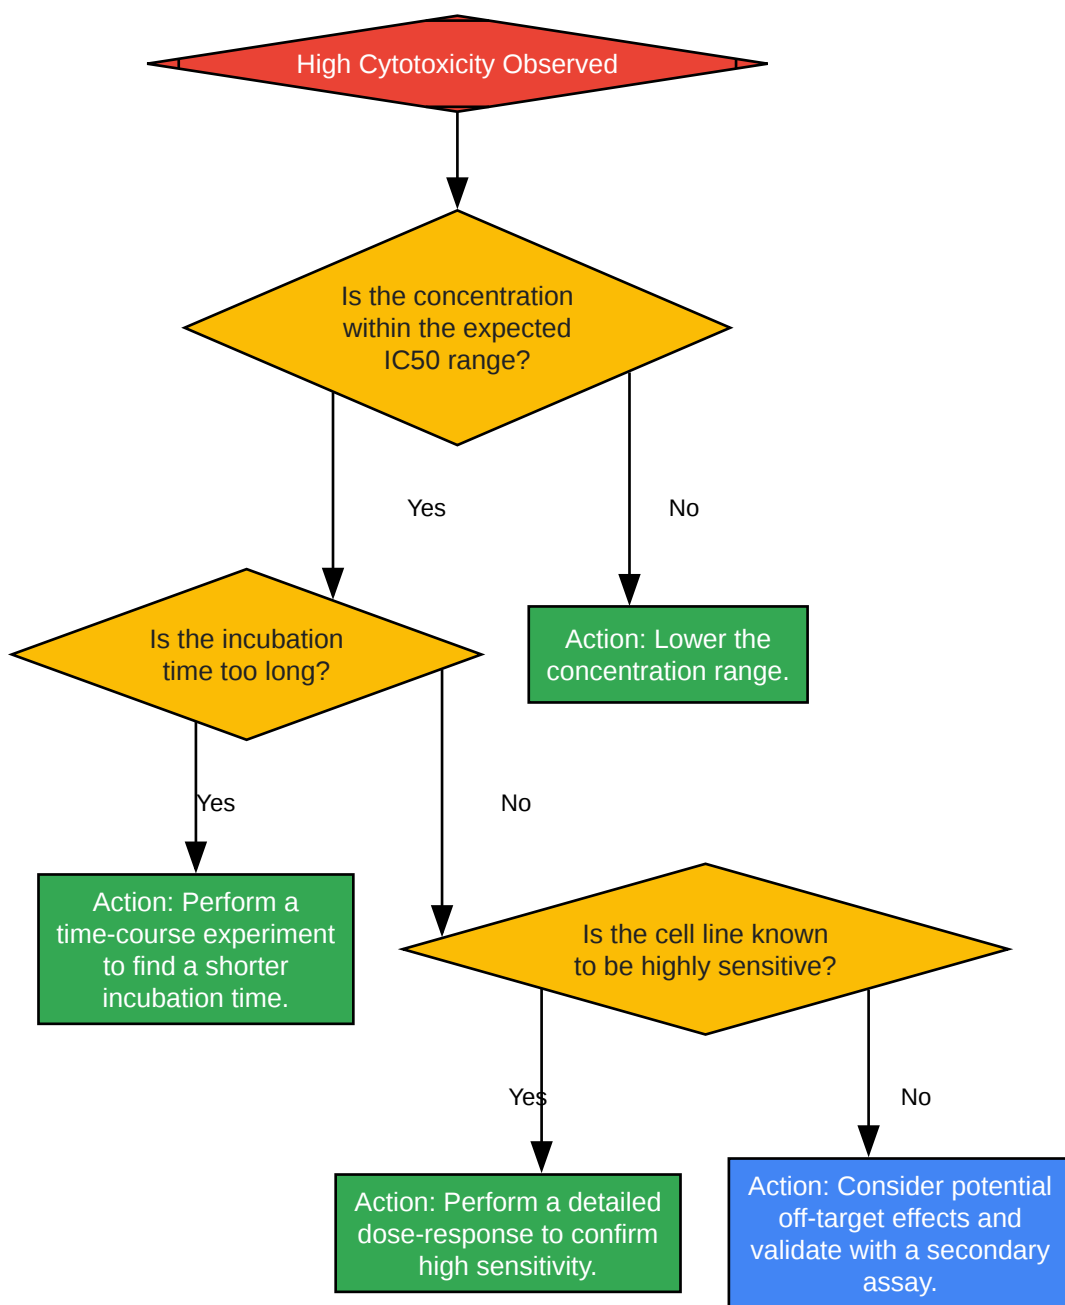 High Cytotoxicity Observed
Is the concentration
within the expected
IC50 range?
Yes
No
Is the incubation
time too long?
Action: Lower the
concentration range.
Yes
No
Action: Perform a
time-course experiment
to find a shorter
incubation time.
Is the cell line known
to be highly sensitive?
Yes
No
Action: Perform a detailed
dose-response to confirm
high sensitivity.
Action: Consider potential
off-target effects and
validate with a secondary
assay.